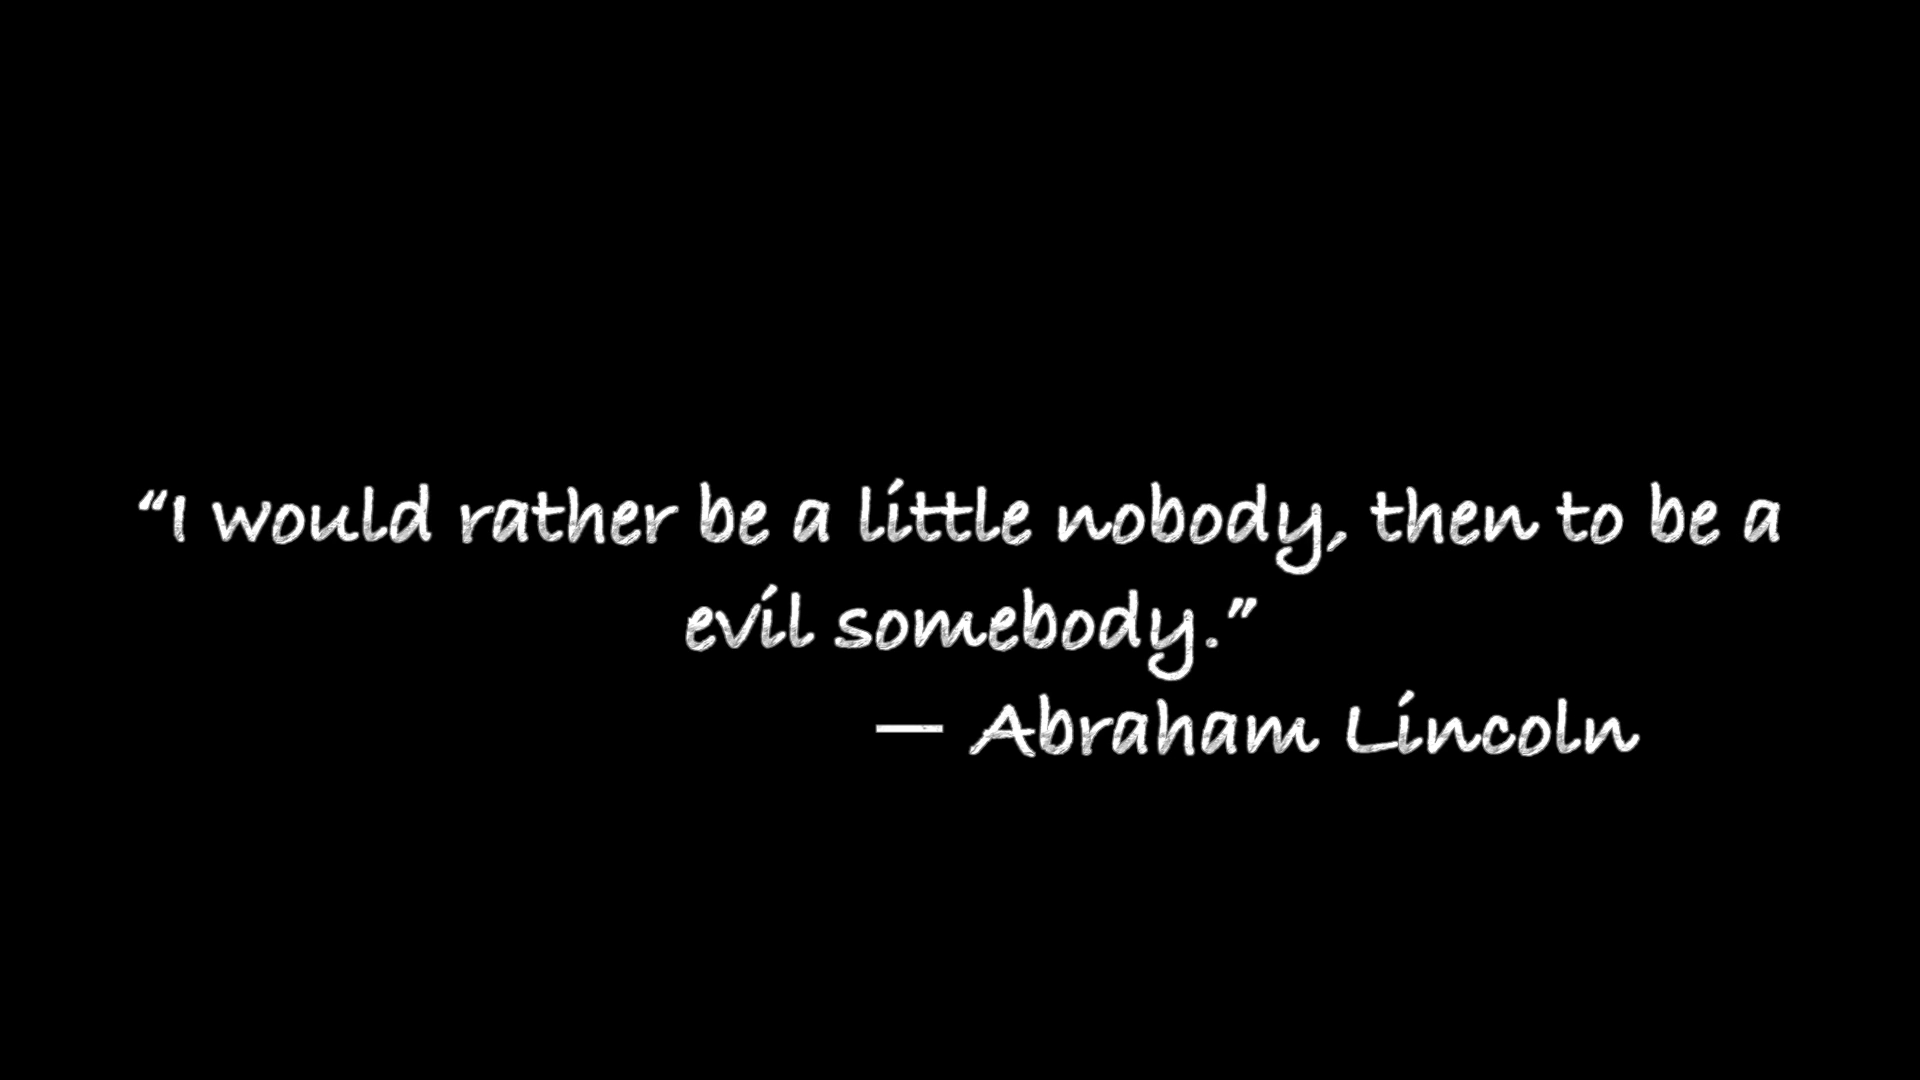 “I would rather be a little nobody, then to be a
evil somebody.”
— Abraham Lincoln